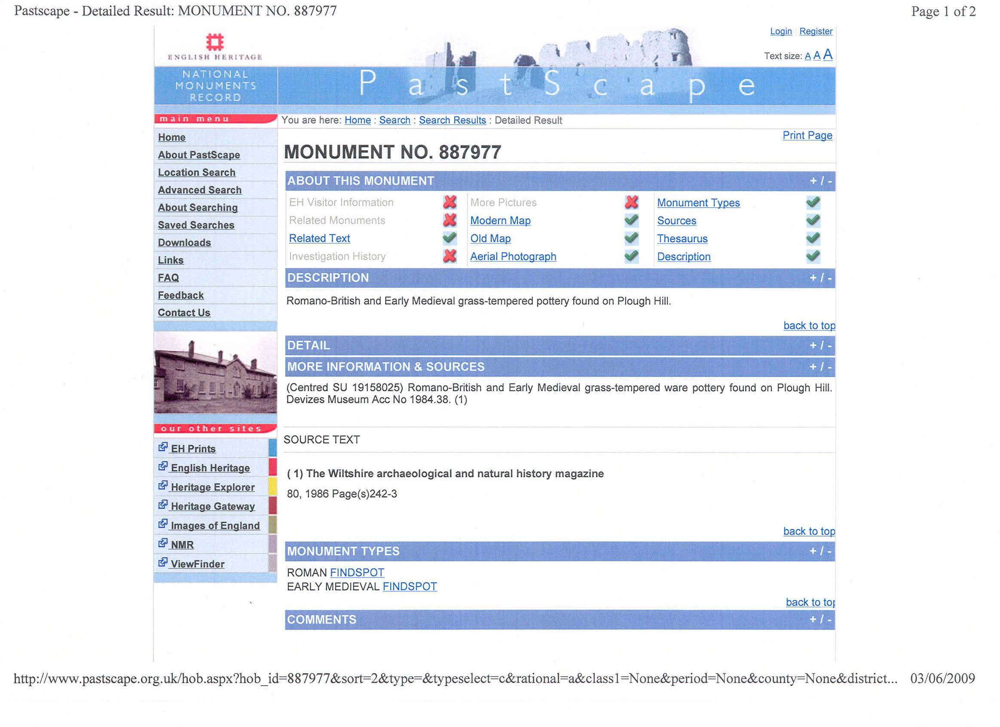 Pastscape - Detailed Result: MONUMENT NO. 887977
Page 1 of 2
Login Register
Text size: A A A
ENGLISH HERITAGE
NATIONAL
MONUMENTS
RECORD
PastScape
main menu
Home
About PastScape
Location Search
Advanced Search
About Searching
Saved Searches
Downloads
Links
FAQ
Feedback
Contact Us
our other sites
EH Prints
English Heritage
Heritage Explorer
Heritage Gateway
Images of England
NMR
ViewFinder
You are here: Home : Search : Search Results : Detailed Result
Print Page
MONUMENT NO. 887977
ABOUT THIS MONUMENT + / -
EH Visitor Information More Pictures Monument Types
Related Monuments Modern Map Sources
Related Text Old Map Thesaurus
Investigation History Aerial Photograph Description
DESCRIPTION + / -
Romano-British and Early Medieval grass-tempered pottery found on Plough Hill.
back to top
DETAIL + / -
MORE INFORMATION & SOURCES + / -
(Centred SU 19158025) Romano-British and Early Medieval grass-tempered ware pottery found on Plough Hill.
Devizes Museum Acc No 1984.38. (1)
SOURCE TEXT
( 1) The Wiltshire archaeological and natural history magazine
80, 1986 Page(s)242-3
back to top
MONUMENT TYPES + / -
ROMAN FINDSPOT
EARLY MEDIEVAL FINDSPOT
back to top
COMMENTS + / -
http://www.pastscape.org.uk/hob.aspx?hob_id=887977&sort=2&type=&typeselect=c&rational=a&class1=None&period=None&county=None&district... 03/06/2009